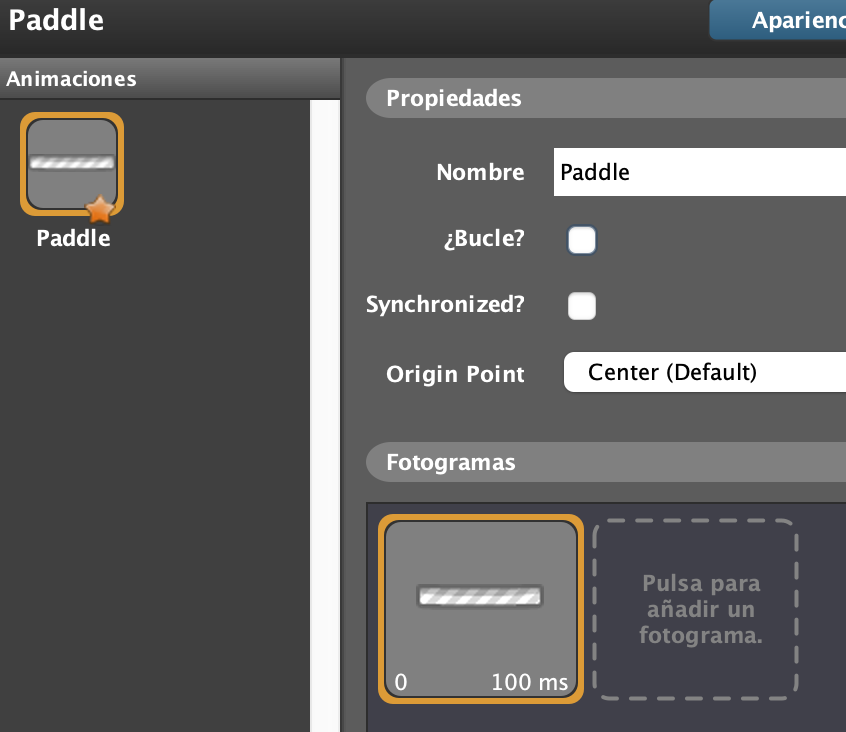 Paddle
Animaciones
Paddle
Propiedades
Nombre
Paddle
¿Bucle?
Synchronized?
Origin Point
Center (Default)
Fotogramas
0
100 ms
Pulsa para
añadir un
fotograma.